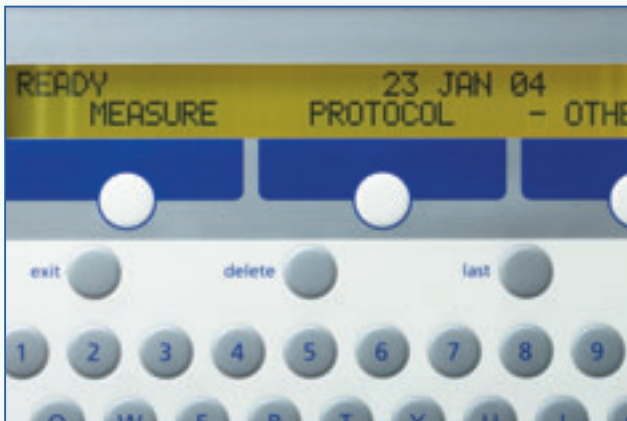 READY 23 JAN 04
MEASURE PROTOCOL - OTHE
exit delete last
1 2 3 4 5 6 7 8 9